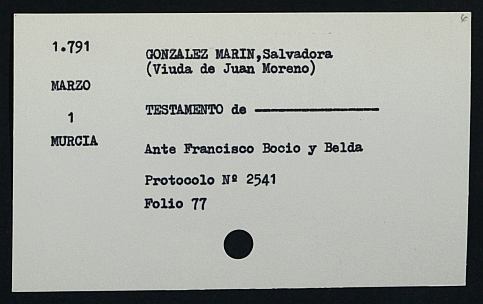 1.791
MARZO
1
MURCIA
GONZALEZ MARIN,Salvadora
(Viuda de Juan Moreno)
TESTAMENTO de ————————
Ante Francisco Bocio y Belda
Protocolo Nº 2541
Folio 77